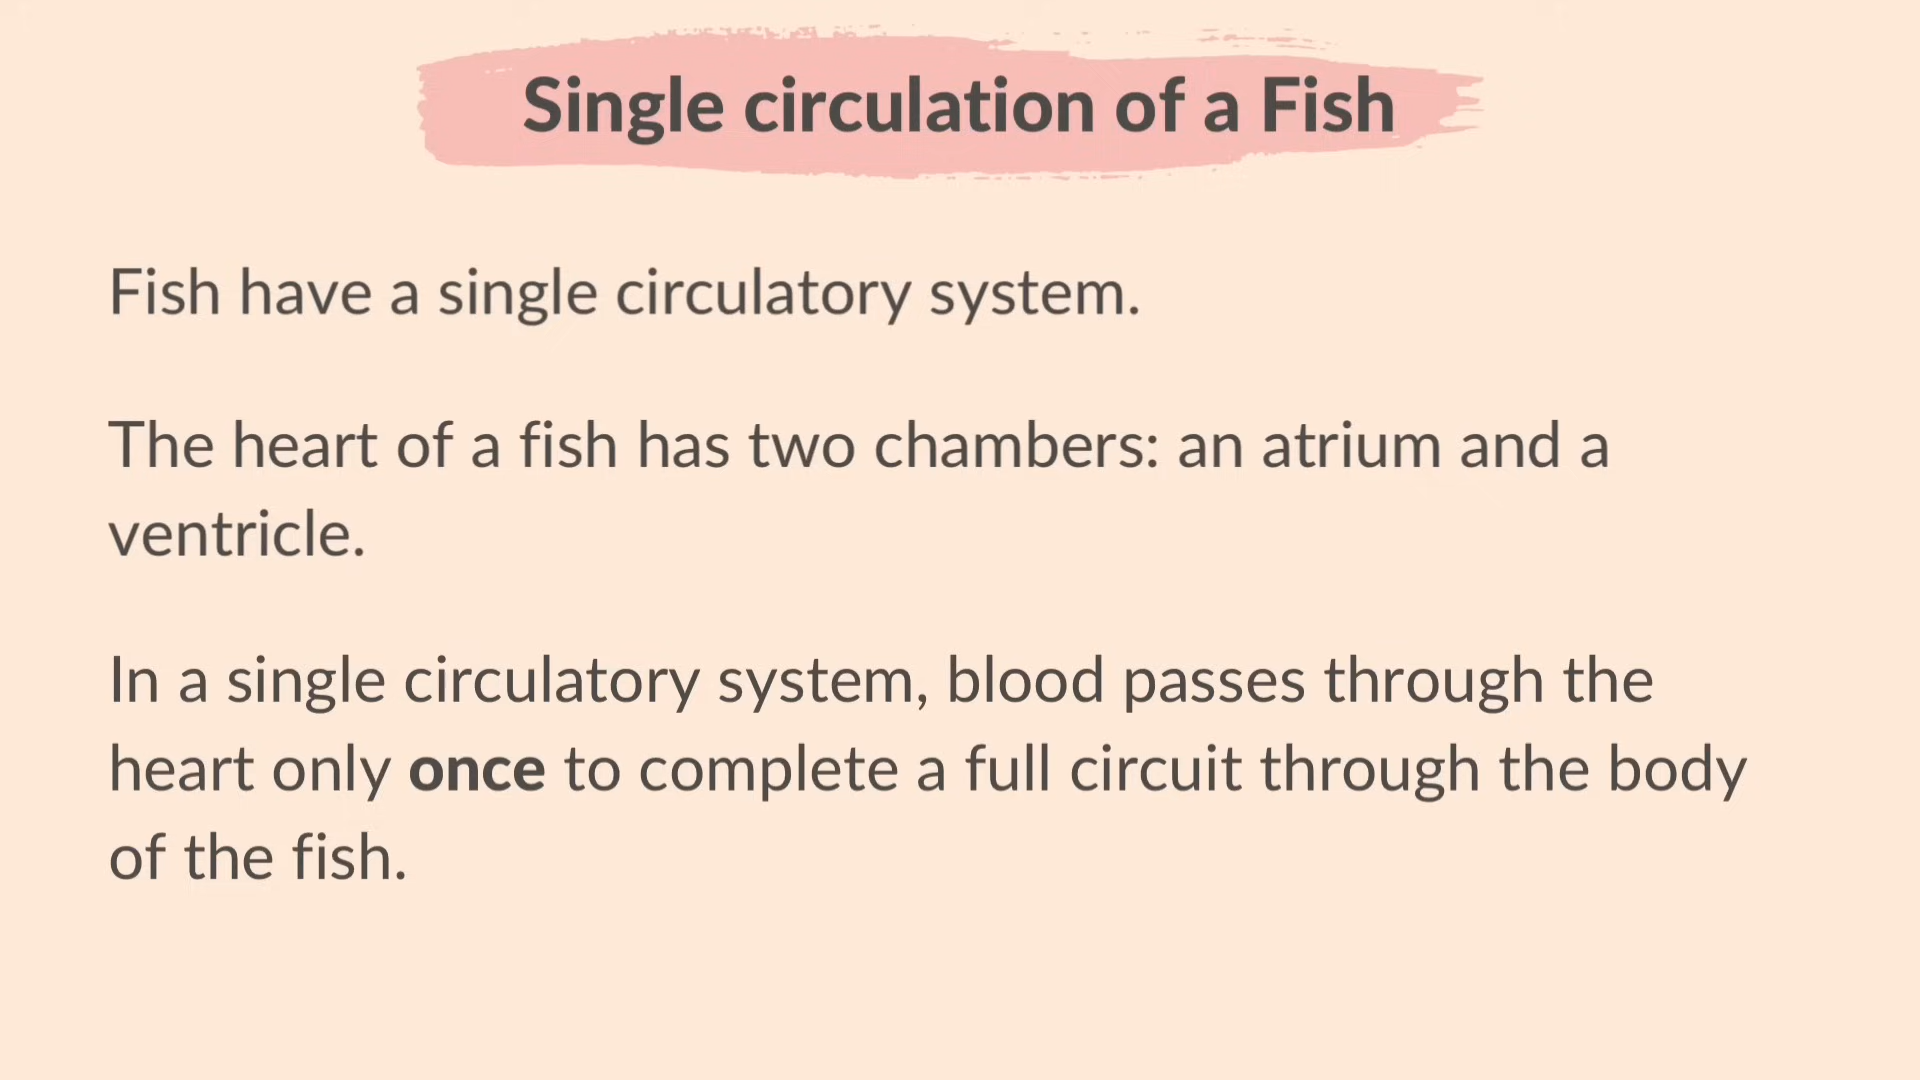 Single circulation of a Fish
Fish have a single circulatory system.
The heart of a fish has two chambers: an atrium and a
ventricle.
In a single circulatory system, blood passes through the
heart only once to complete a full circuit through the body
of the fish.